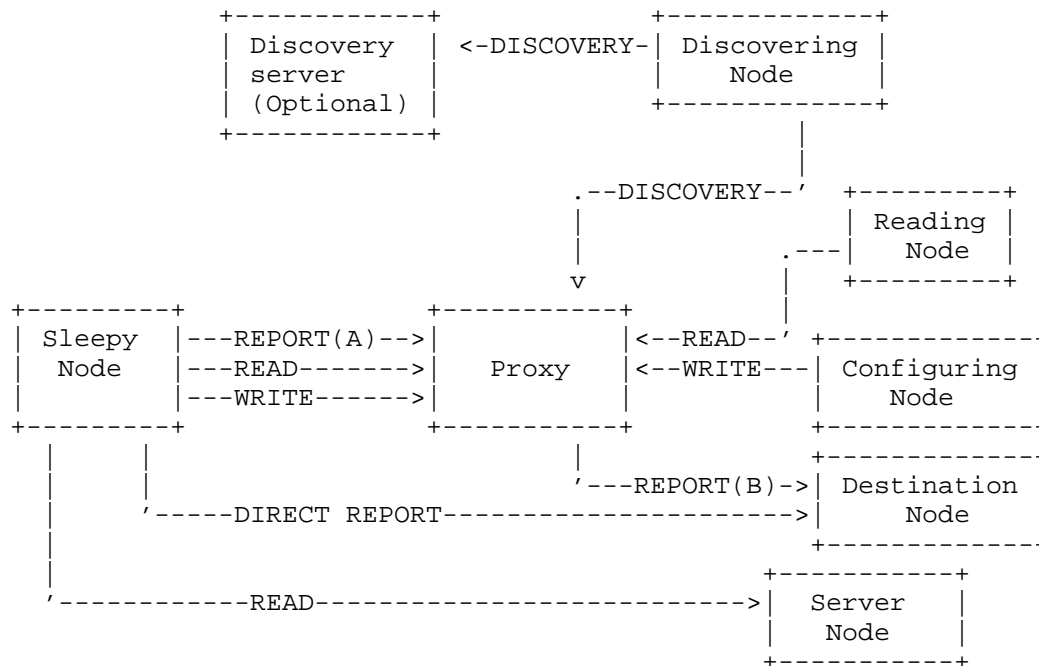 +-------------+ +-------------+
| Discovery | <-DISCOVERY-| Discovering |
| server | | Node |
| (Optional) | +-------------+
+-------------+ |
|
.--DISCOVERY--' +---------+
| | Reading |
| .---| Node |
v | +---------+
+---------+ +-----------+ |
| Sleepy |---REPORT(A)-->| |<--READ--' +--------------
| Node |---READ------->| Proxy |<--WRITE---| Configuring
| |---WRITE------>| | | Node
+---------+ +-----------+ +--------------
| | | +--------------
| | '---REPORT(B)->| Destination
| '-----DIRECT REPORT---------------------->| Node
| +--------------
| +------------+
'------------READ--------------------------->| Server |
| Node |
+------------+